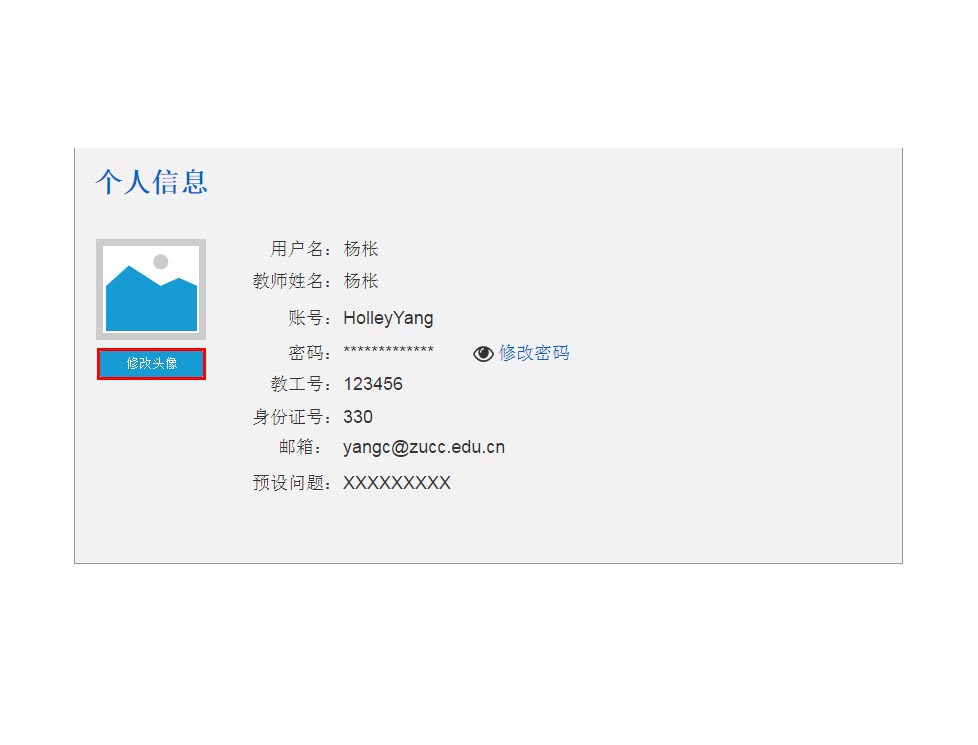 个人信息
用户名： 杨枨
教师姓名： 杨枨
账号： HolleyYang
密码： ************* 修改密码
修改头像
教工号： 123456
身份证号： 330
邮箱： yangc@zucc.edu.cn
预设问题： XXXXXXXXX